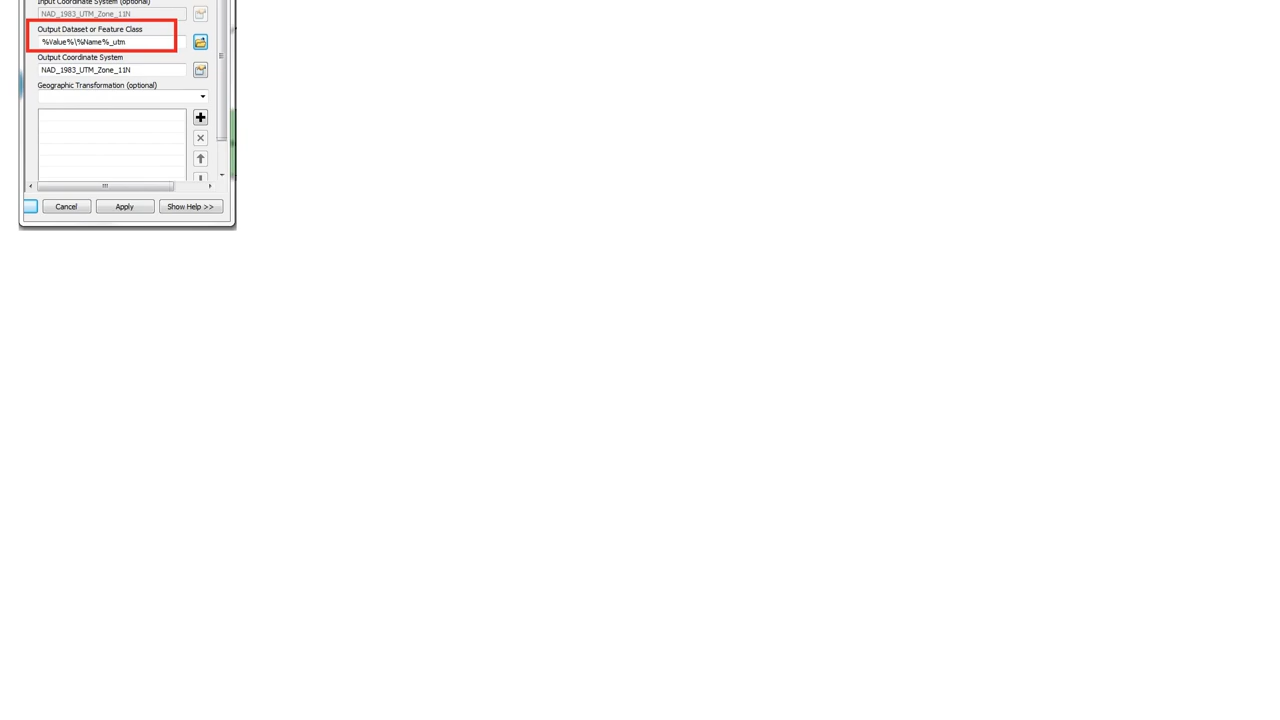 Input Coordinate System (optional)
NAD_1983_UTM_Zone_11N
Output Dataset or Feature Class
%Value%\%Name%_utm
Output Coordinate System
NAD_1983_UTM_Zone_11N
Geographic Transformation (optional)
Cancel Apply Show Help >>